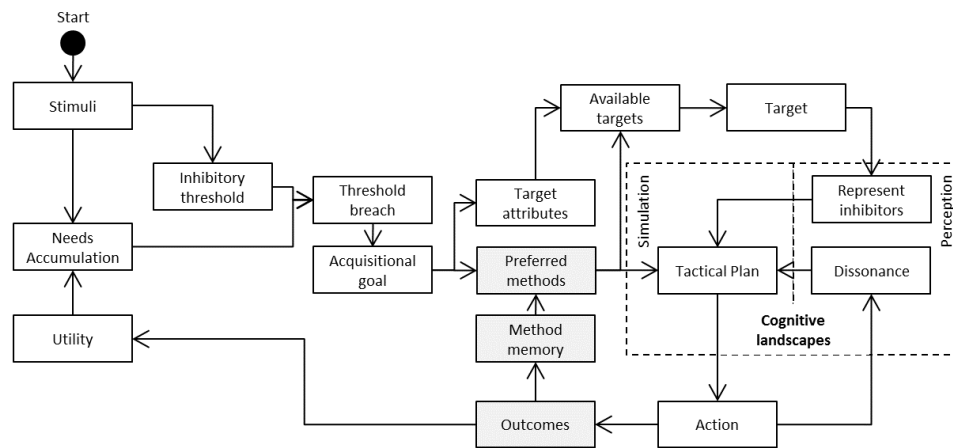 Start
Stimuli
Inhibitory
threshold
Needs
Accumulation
Utility
Threshold
breach
Acquisitional
goal
Target
attributes
Preferred
methods
Method
memory
Outcomes
Available
targets
Target
Simulation
Perception
Represent
inhibitors
Tactical Plan
Dissonance
Cognitive
landscapes
Action